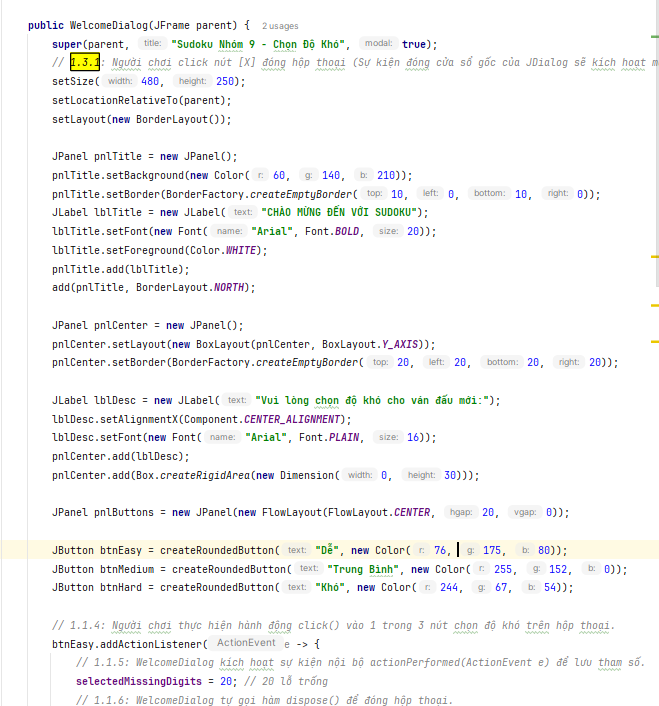 public WelcomeDialog(JFrame parent) { 2 usages
super(parent, title: "Sudoku Nhóm 9 - Chọn Độ Khó", modal: true);
// 1.3.1: Người chơi click nút [X] đóng hộp thoại (Sự kiện đóng cửa sổ gốc của JDialog sẽ kích hoạt m
setSize( width: 480, height: 250);
setLocationRelativeTo(parent);
setLayout(new BorderLayout());
JPanel pnlTitle = new JPanel();
pnlTitle.setBackground(new Color( r: 60, g: 140, b: 210));
pnlTitle.setBorder(BorderFactory.createEmptyBorder( top: 10, left: 0, bottom: 10, right: 0));
JLabel lblTitle = new JLabel( text: "CHÀO MỪNG ĐẾN VỚI SUDOKU");
lblTitle.setFont(new Font( name: "Arial", Font.BOLD, size: 20));
lblTitle.setForeground(Color.WHITE);
pnlTitle.add(lblTitle);
add(pnlTitle, BorderLayout.NORTH);
JPanel pnlCenter = new JPanel();
pnlCenter.setLayout(new BoxLayout(pnlCenter, BoxLayout.Y_AXIS));
pnlCenter.setBorder(BorderFactory.createEmptyBorder( top: 20, left: 20, bottom: 20, right: 20));
JLabel lblDesc = new JLabel( text: "Vui lòng chọn độ khó cho ván đấu mới:");
lblDesc.setAlignmentX(Component.CENTER_ALIGNMENT);
lblDesc.setFont(new Font( name: "Arial", Font.PLAIN, size: 16));
pnlCenter.add(lblDesc);
pnlCenter.add(Box.createRigidArea(new Dimension( width: 0, height: 30)));
JPanel pnlButtons = new JPanel(new FlowLayout(FlowLayout.CENTER, hgap: 20, vgap: 0));
JButton btnEasy = createRoundedButton( text: "Dễ", new Color( r: 76, g: 175, b: 80));
JButton btnMedium = createRoundedButton( text: "Trung Bình", new Color( r: 255, g: 152, b: 0));
JButton btnHard = createRoundedButton( text: "Khó", new Color( r: 244, g: 67, b: 54));
// 1.1.4: Người chơi thực hiện hành động click() vào 1 trong 3 nút chọn độ khó trên hộp thoại.
btnEasy.addActionListener( ActionEvent e -> {
// 1.1.5: WelcomeDialog kích hoạt sự kiện nội bộ actionPerformed(ActionEvent e) để lưu tham số.
selectedMissingDigits = 20; // 20 lỗ trống
// 1.1.6: WelcomeDialog tự gọi hàm dispose() để đóng hộp thoại.